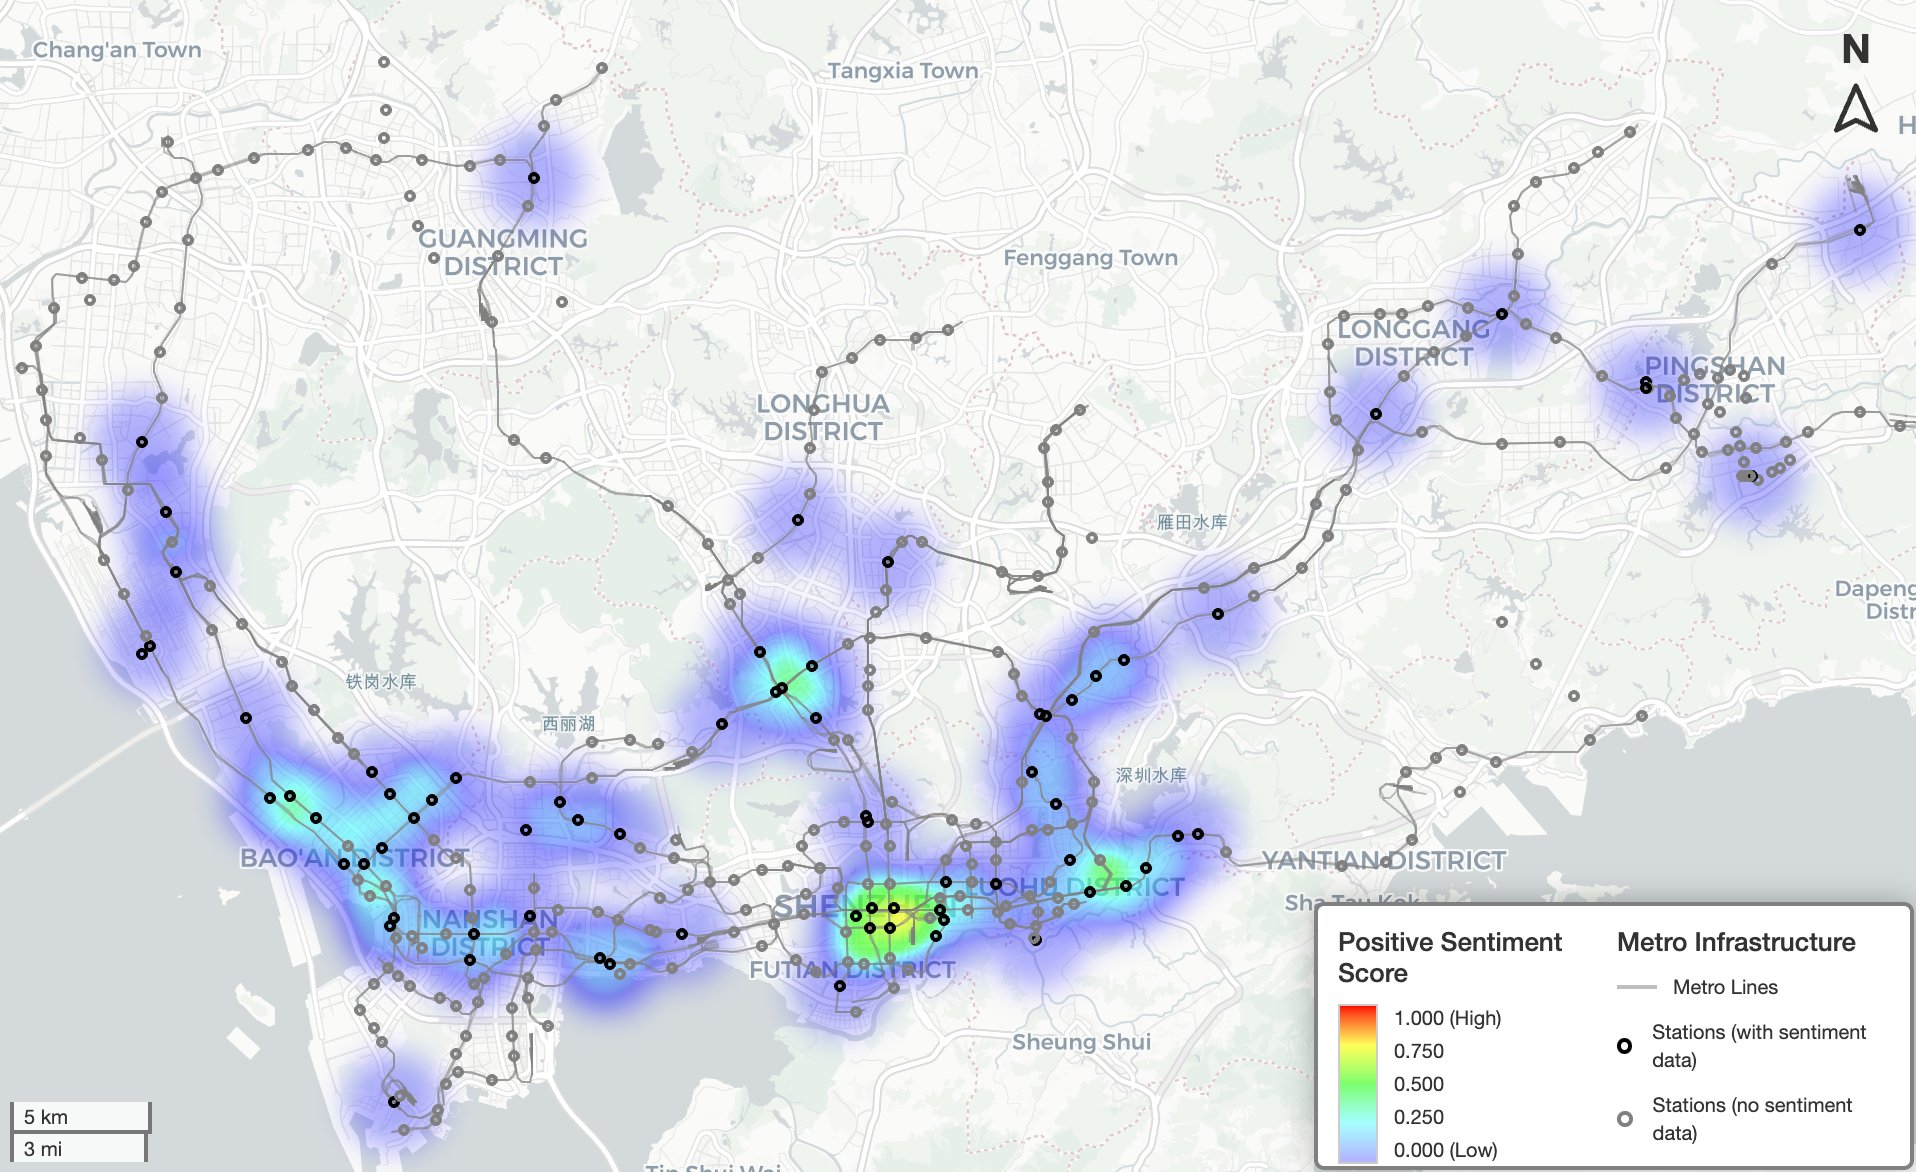 Chang'an Town
Tangxia Town
N
H
GUANGMING
DISTRICT
Fenggang Town
LONGGANG
DISTRICT
PINGSHAN
DISTRICT
LONGHUA
DISTRICT
雁田水库
Dapeng
Distr
铁岗水库
西丽湖
深圳水库
BAO'AN DISTRICT
YANTIAN DISTRICT
LUOHU DISTRICT
SHENZHEN
Sha Tau Kok
NANSHAN
DISTRICT
FUTIAN DISTRICT
Sheung Shui
Tin Shui Wai
5 km
3 mi
Positive Sentiment
Score
1.000 (High)
0.750
0.500
0.250
0.000 (Low)
Metro Infrastructure
Metro Lines
Stations (with sentiment
data)
Stations (no sentiment
data)